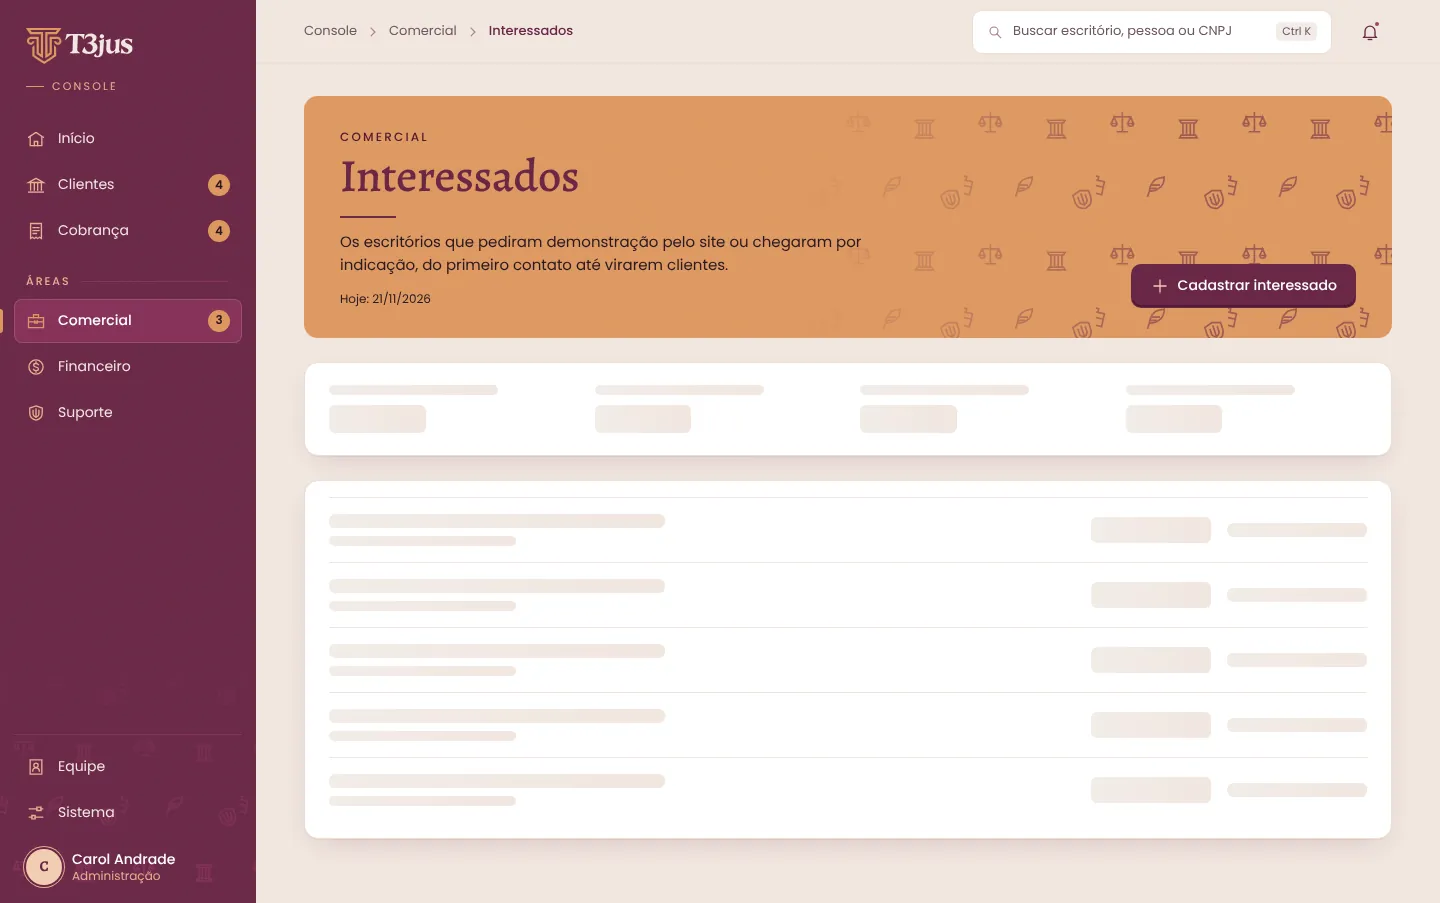 T3jus
CONSOLE
Início
Clientes 4
Cobrança 4
ÁREAS
Comercial 3
Financeiro
Suporte
Equipe
Sistema
C
Carol Andrade
Administração
Console > Comercial > Interessados
Buscar escritório, pessoa ou CNPJ Ctrl K
COMERCIAL
Interessados
Os escritórios que pediram demonstração pelo site ou chegaram por
indicação, do primeiro contato até virarem clientes.
Hoje: 21/11/2026
Cadastrar interessado